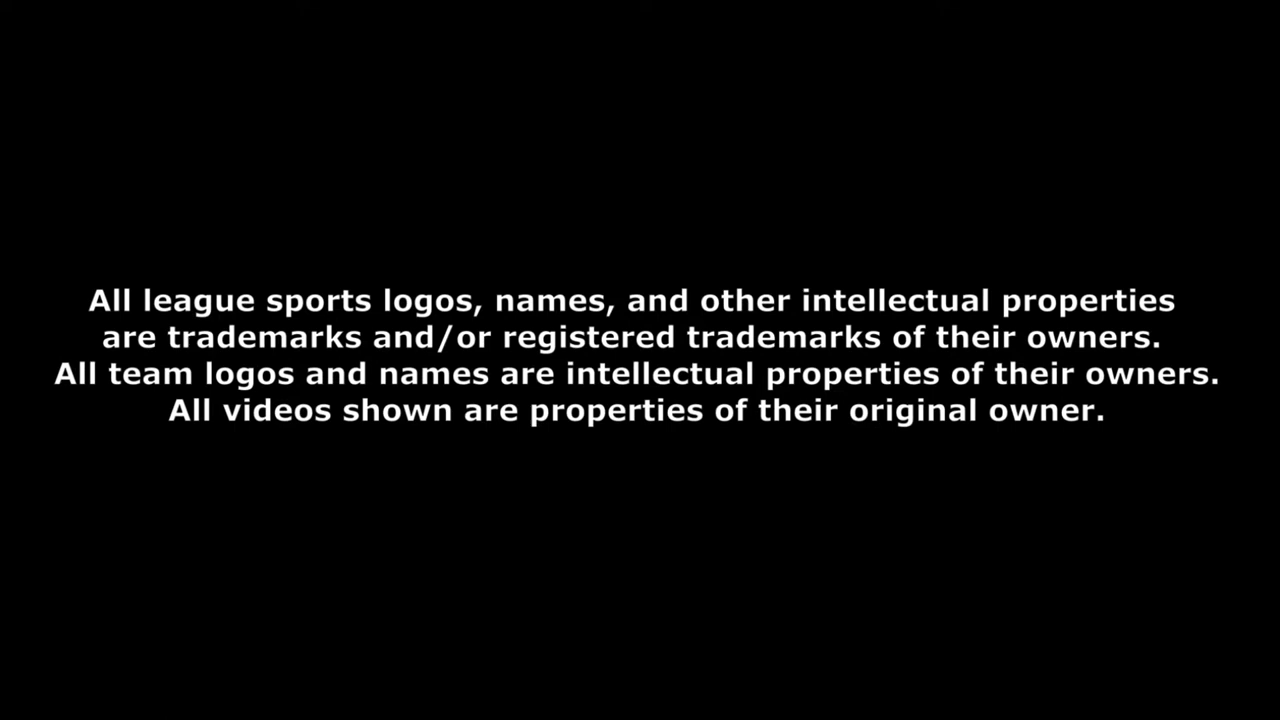 All league sports logos, names, and other intellectual properties
are trademarks and/or registered trademarks of their owners.
All team logos and names are intellectual properties of their owners.
All videos shown are properties of their original owner.